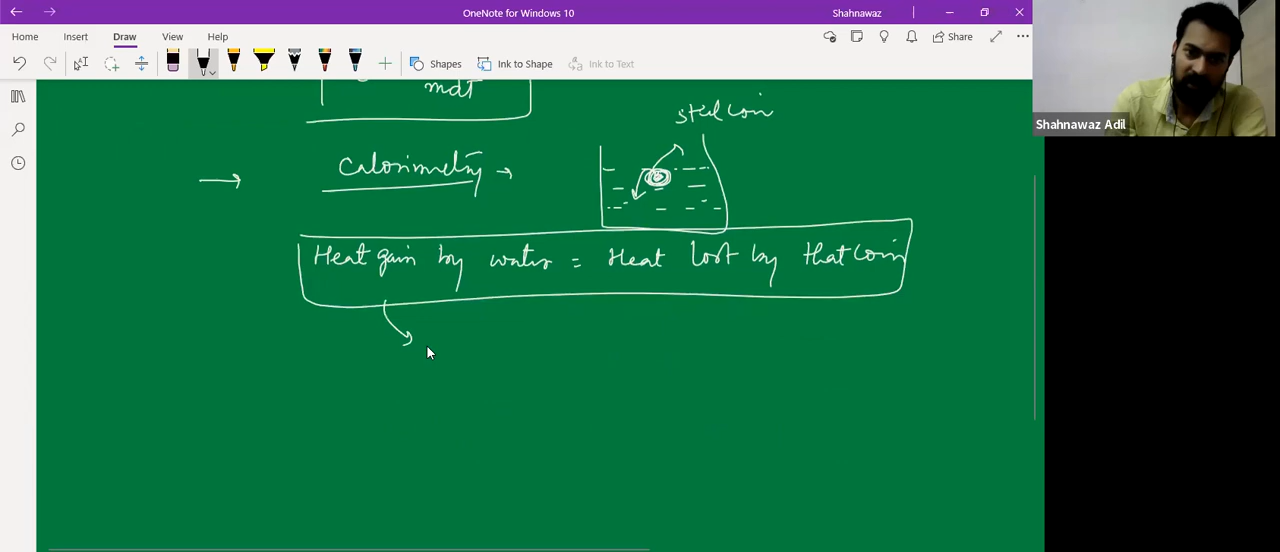 OneNote for Windows 10
Shahnawaz
Home Insert Draw View Help
Share
Shapes Ink to Shape Ink to Text
Shahnawaz Adil
mdT
steel coin
Calorimetry →
Heat gain by water = Heat lost by that coin